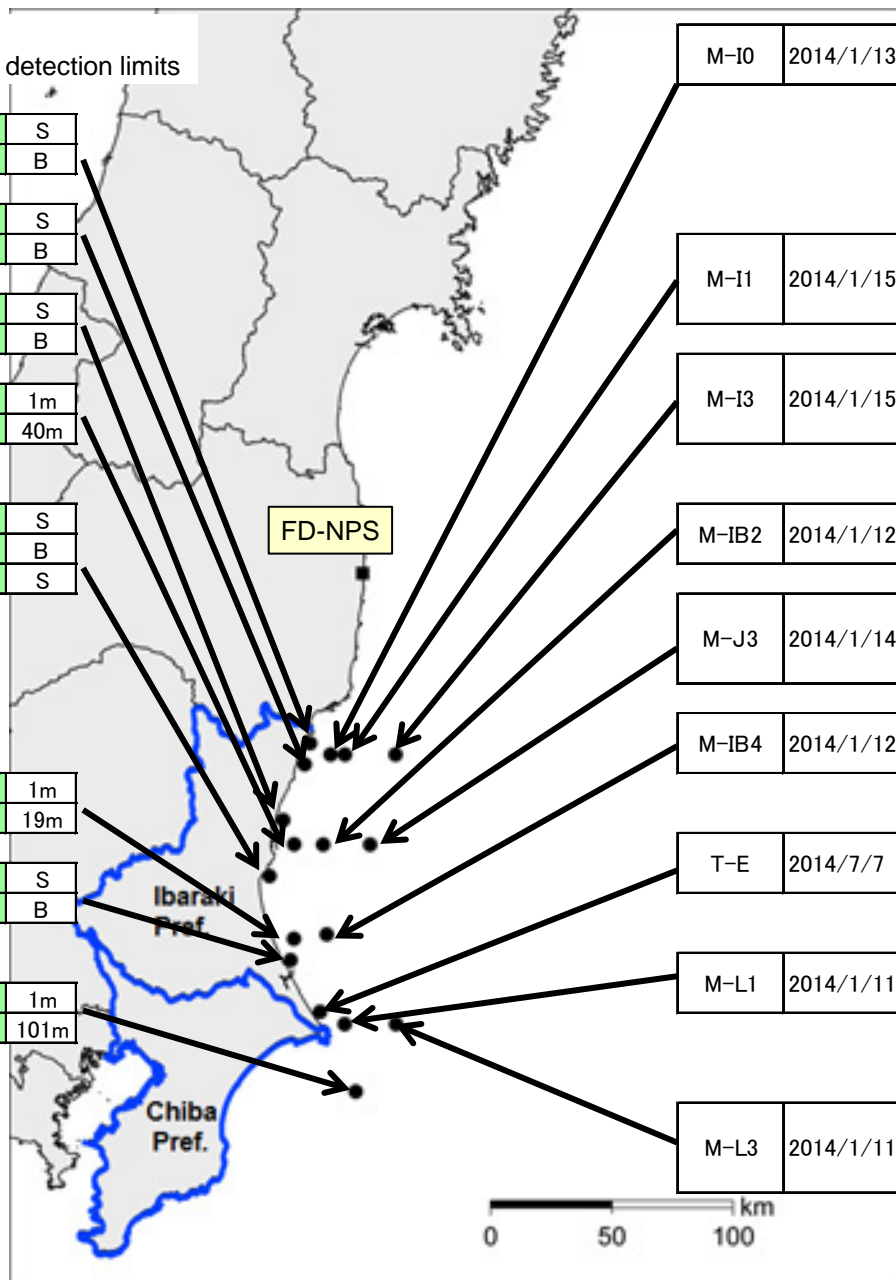 detection limits
S
B
S
B
S
B
1m
40m
S
B
S
1m
19m
S
B
1m
101m
FD-NPS
Ibaraki
Pref.
Chiba
Pref.
M-I0 2014/1/13
M-I1 2014/1/15
M-I3 2014/1/15
M-IB2 2014/1/12
M-J3 2014/1/14
M-IB4 2014/1/12
T-E 2014/7/7
M-L1 2014/1/11
M-L3 2014/1/11
km
0 50 100